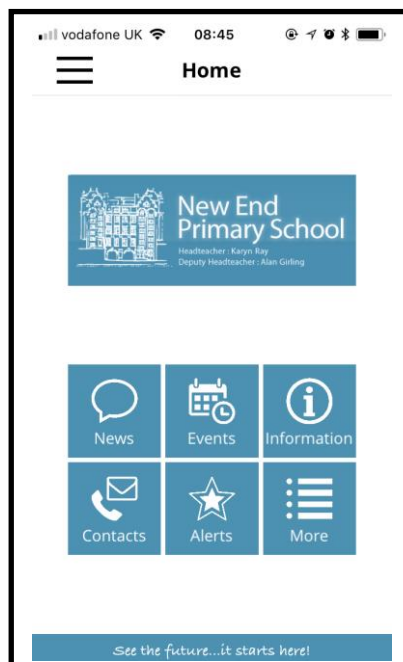 vodafone UK 08:45
Home
New End
Primary School
Headteacher : Karyn Ray
Deputy Headteacher : Alan Girling
News Events Information
Contacts Alerts More
See the future...it starts here!